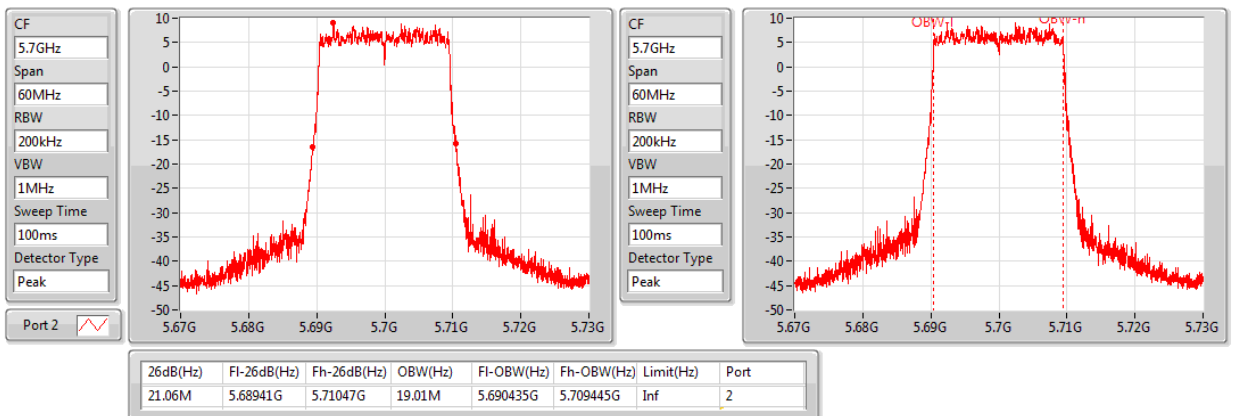 CF
5.7GHz
Span
60MHz
RBW
200kHz
VBW
1MHz
Sweep Time
100ms
Detector Type
Peak
Port 2
10
5
0
-5
-10
-15
-20
-25
-30
-35
-40
-45
-50
5.67G 5.68G 5.69G 5.7G 5.71G 5.72G 5.73G
CF
5.7GHz
Span
60MHz
RBW
200kHz
VBW
1MHz
Sweep Time
100ms
Detector Type
Peak
OBW-l OBW-h
10
5
0
-5
-10
-15
-20
-25
-30
-35
-40
-45
-50
5.67G 5.68G 5.69G 5.7G 5.71G 5.72G 5.73G
26dB(Hz) Fl-26dB(Hz) Fh-26dB(Hz) OBW(Hz) Fl-OBW(Hz) Fh-OBW(Hz) Limit(Hz) Port
21.06M 5.68941G 5.71047G 19.01M 5.690435G 5.709445G Inf 2